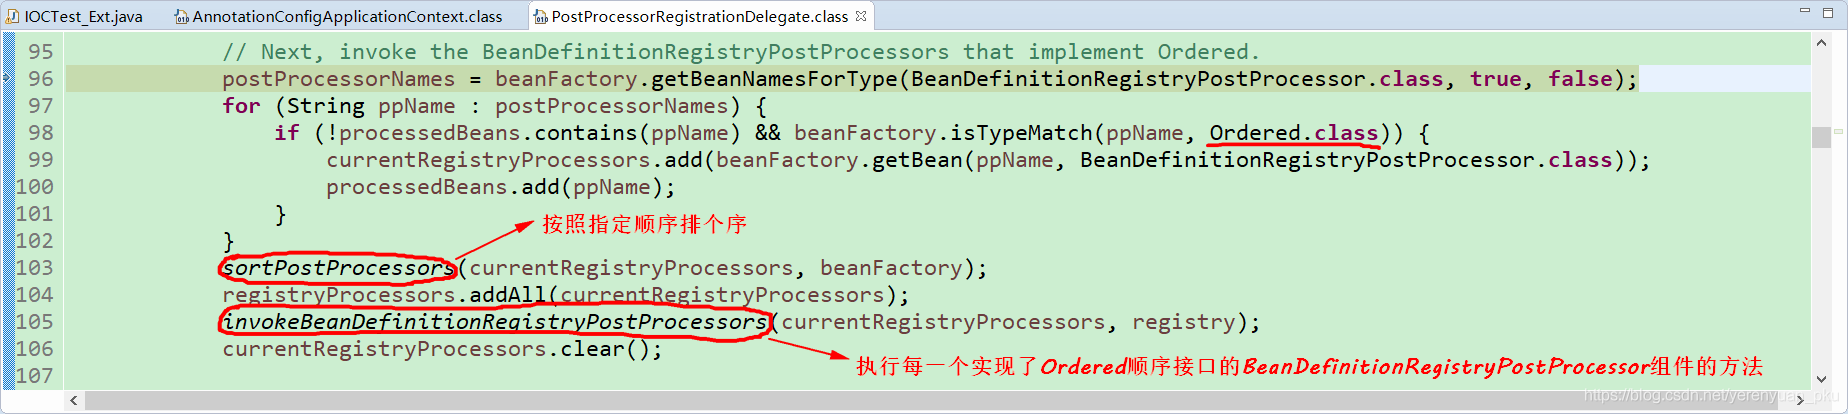 IOCTest_Ext.java AnnotationConfigApplicationContext.class PostProcessorRegistrationDelegate.class
95 // Next, invoke the BeanDefinitionRegistryPostProcessors that implement Ordered.
96 postProcessorNames = beanFactory.getBeanNamesForType(BeanDefinitionRegistryPostProcessor.class, true, false);
97 for (String ppName : postProcessorNames) {
98 if (!processedBeans.contains(ppName) && beanFactory.isTypeMatch(ppName, Ordered.class)) {
99 currentRegistryProcessors.add(beanFactory.getBean(ppName, BeanDefinitionRegistryPostProcessor.class));
100 processedBeans.add(ppName);
101 }
按照指定顺序排个序
102 }
103 sortPostProcessors(currentRegistryProcessors, beanFactory);
104 registryProcessors.addAll(currentRegistryProcessors);
105 invokeBeanDefinitionRegistryPostProcessors(currentRegistryProcessors, registry);
106 currentRegistryProcessors.clear();
执行每一个实现了Ordered顺序接口的BeanDefinitionRegistryPostProcessor组件的方法
107
https://blog.csdn.net/yerenyuan_pku